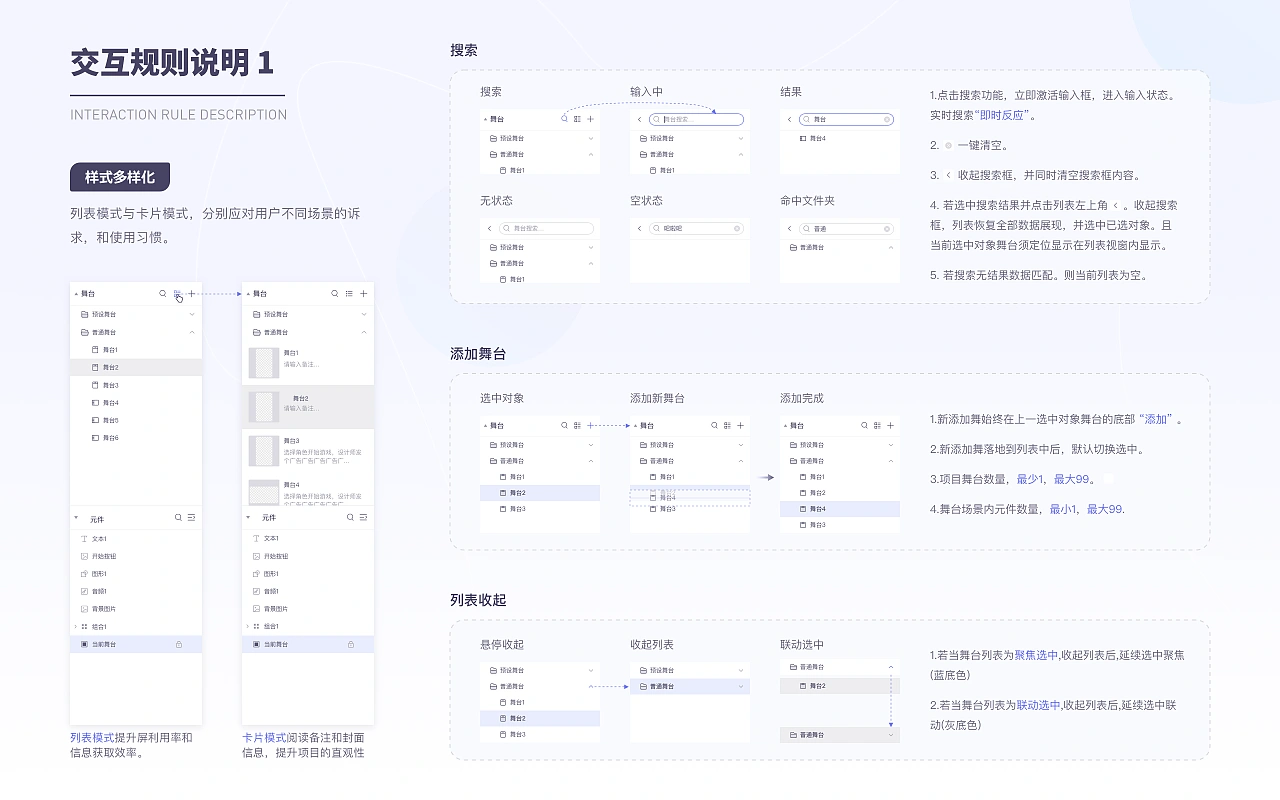 交互规则说明 1
INTERACTION RULE DESCRIPTION
样式多样化
列表模式与卡片模式，分别应对用户不同场景的诉
求，和使用习惯。
舞台
预设舞台
普通舞台
舞台1
舞台2
舞台3
舞台4
舞台5
舞台6
元件
文本1
开始按钮
图形1
音频1
背景图片
组合1
当前舞台
列表模式提升屏利用率和
信息获取效率。
舞台
预设舞台
普通舞台
舞台1
请输入备注...
舞台2
请输入备注...
舞台3
选择角色开始游戏，设计师发
个广告广告广告广告广...
舞台4
选择角色开始游戏，设计师发
元件
文本1
开始按钮
图形1
音频1
背景图片
组合1
当前舞台
卡片模式阅读备注和封面
信息，提升项目的直观性
搜索
搜索
舞台
预设舞台
普通舞台
舞台1
输入中
舞台搜索...
预设舞台
普通舞台
舞台1
结果
舞台
舞台4
无状态
舞台搜索...
预设舞台
普通舞台
舞台1
空状态
啦啦吧
命中文件夹
普通
普通舞台
1.点击搜索功能，立即激活输入框，进入输入状态。
实时搜索“即时反应”。
2. 一键清空。
3. 收起搜索框，并同时清空搜索框内容。
4. 若选中搜索结果并点击列表左上角 。收起搜索
框，列表恢复全部数据展现，并选中已选对象。且
当前选中对象舞台须定位显示在列表视窗内显示。
5. 若搜索无结果数据匹配。则当前列表为空。
添加舞台
选中对象
舞台
预设舞台
普通舞台
舞台1
舞台2
舞台3
添加新舞台
舞台
预设舞台
普通舞台
舞台1
舞台4
舞台3
添加完成
舞台
预设舞台
普通舞台
舞台1
舞台2
舞台4
舞台3
1.新添加舞始终在上一选中对象舞台的底部 “添加” 。
2.新添加舞落地到列表中后，默认切换选中。
3.项目舞台数量，最少1，最大99。
4.舞台场景内元件数量，最小1，最大99.
列表收起
悬停收起
预设舞台
普通舞台
舞台1
舞台2
舞台3
收起列表
预设舞台
普通舞台
联动选中
普通舞台
舞台2
普通舞台
1.若当舞台列表为聚焦选中,收起列表后,延续选中聚焦
(蓝底色)
2.若当舞台列表为联动选中,收起列表后,延续选中联
动(灰底色)